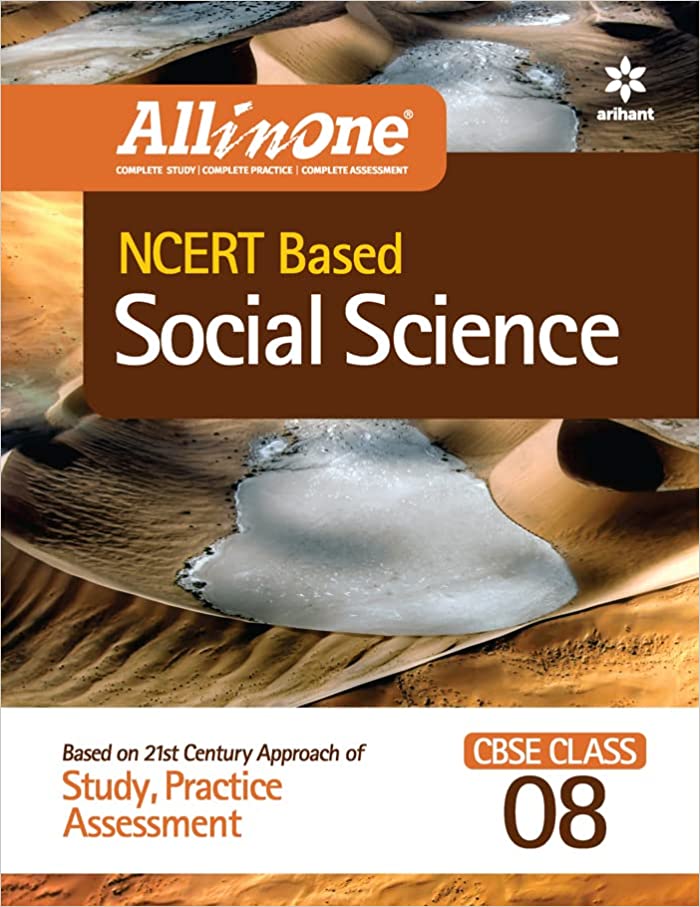 arihant
All in One®
COMPLETE STUDY | COMPLETE PRACTICE | COMPLETE ASSESSMENT
NCERT Based
Social Science
Based on 21st Century Approach of
Study, Practice
Assessment
CBSE CLASS
08